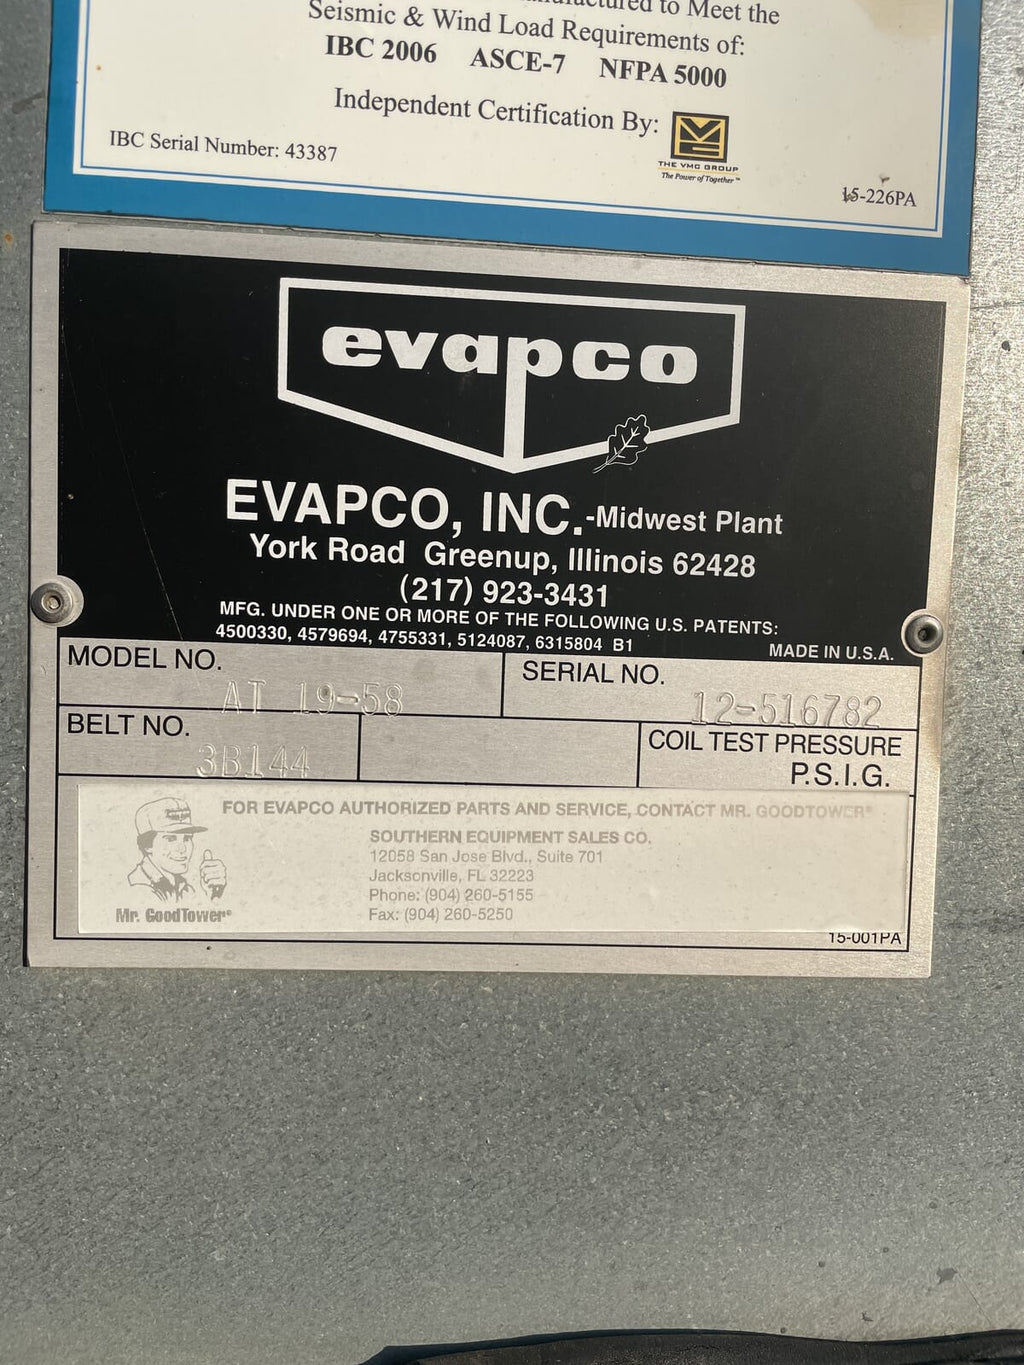 to Meet the
Seismic & Wind Load Requirements of:
IBC 2006 ASCE-7 NFPA 5000
Independent Certification By:
THE VMC GROUP
The Power of Together™
IBC Serial Number: 43387
15-226PA
evapco
EVAPCO, INC.-Midwest Plant
York Road Greenup, Illinois 62428
(217) 923-3431
MFG. UNDER ONE OR MORE OF THE FOLLOWING U.S. PATENTS:
4500330, 4579694, 4755331, 5124087, 6315804 B1
MADE IN U.S.A.
MODEL NO.
AT 19-58
SERIAL NO.
12-516782
BELT NO.
3B144
COIL TEST PRESSURE
P.S.I.G.
FOR EVAPCO AUTHORIZED PARTS AND SERVICE, CONTACT MR. GOODTOWER®
SOUTHERN EQUIPMENT SALES CO.
12058 San Jose Blvd., Suite 701
Jacksonville, FL 32223
Phone: (904) 260-5155
Fax: (904) 260-5250
Mr. GoodTower®
15-001PA